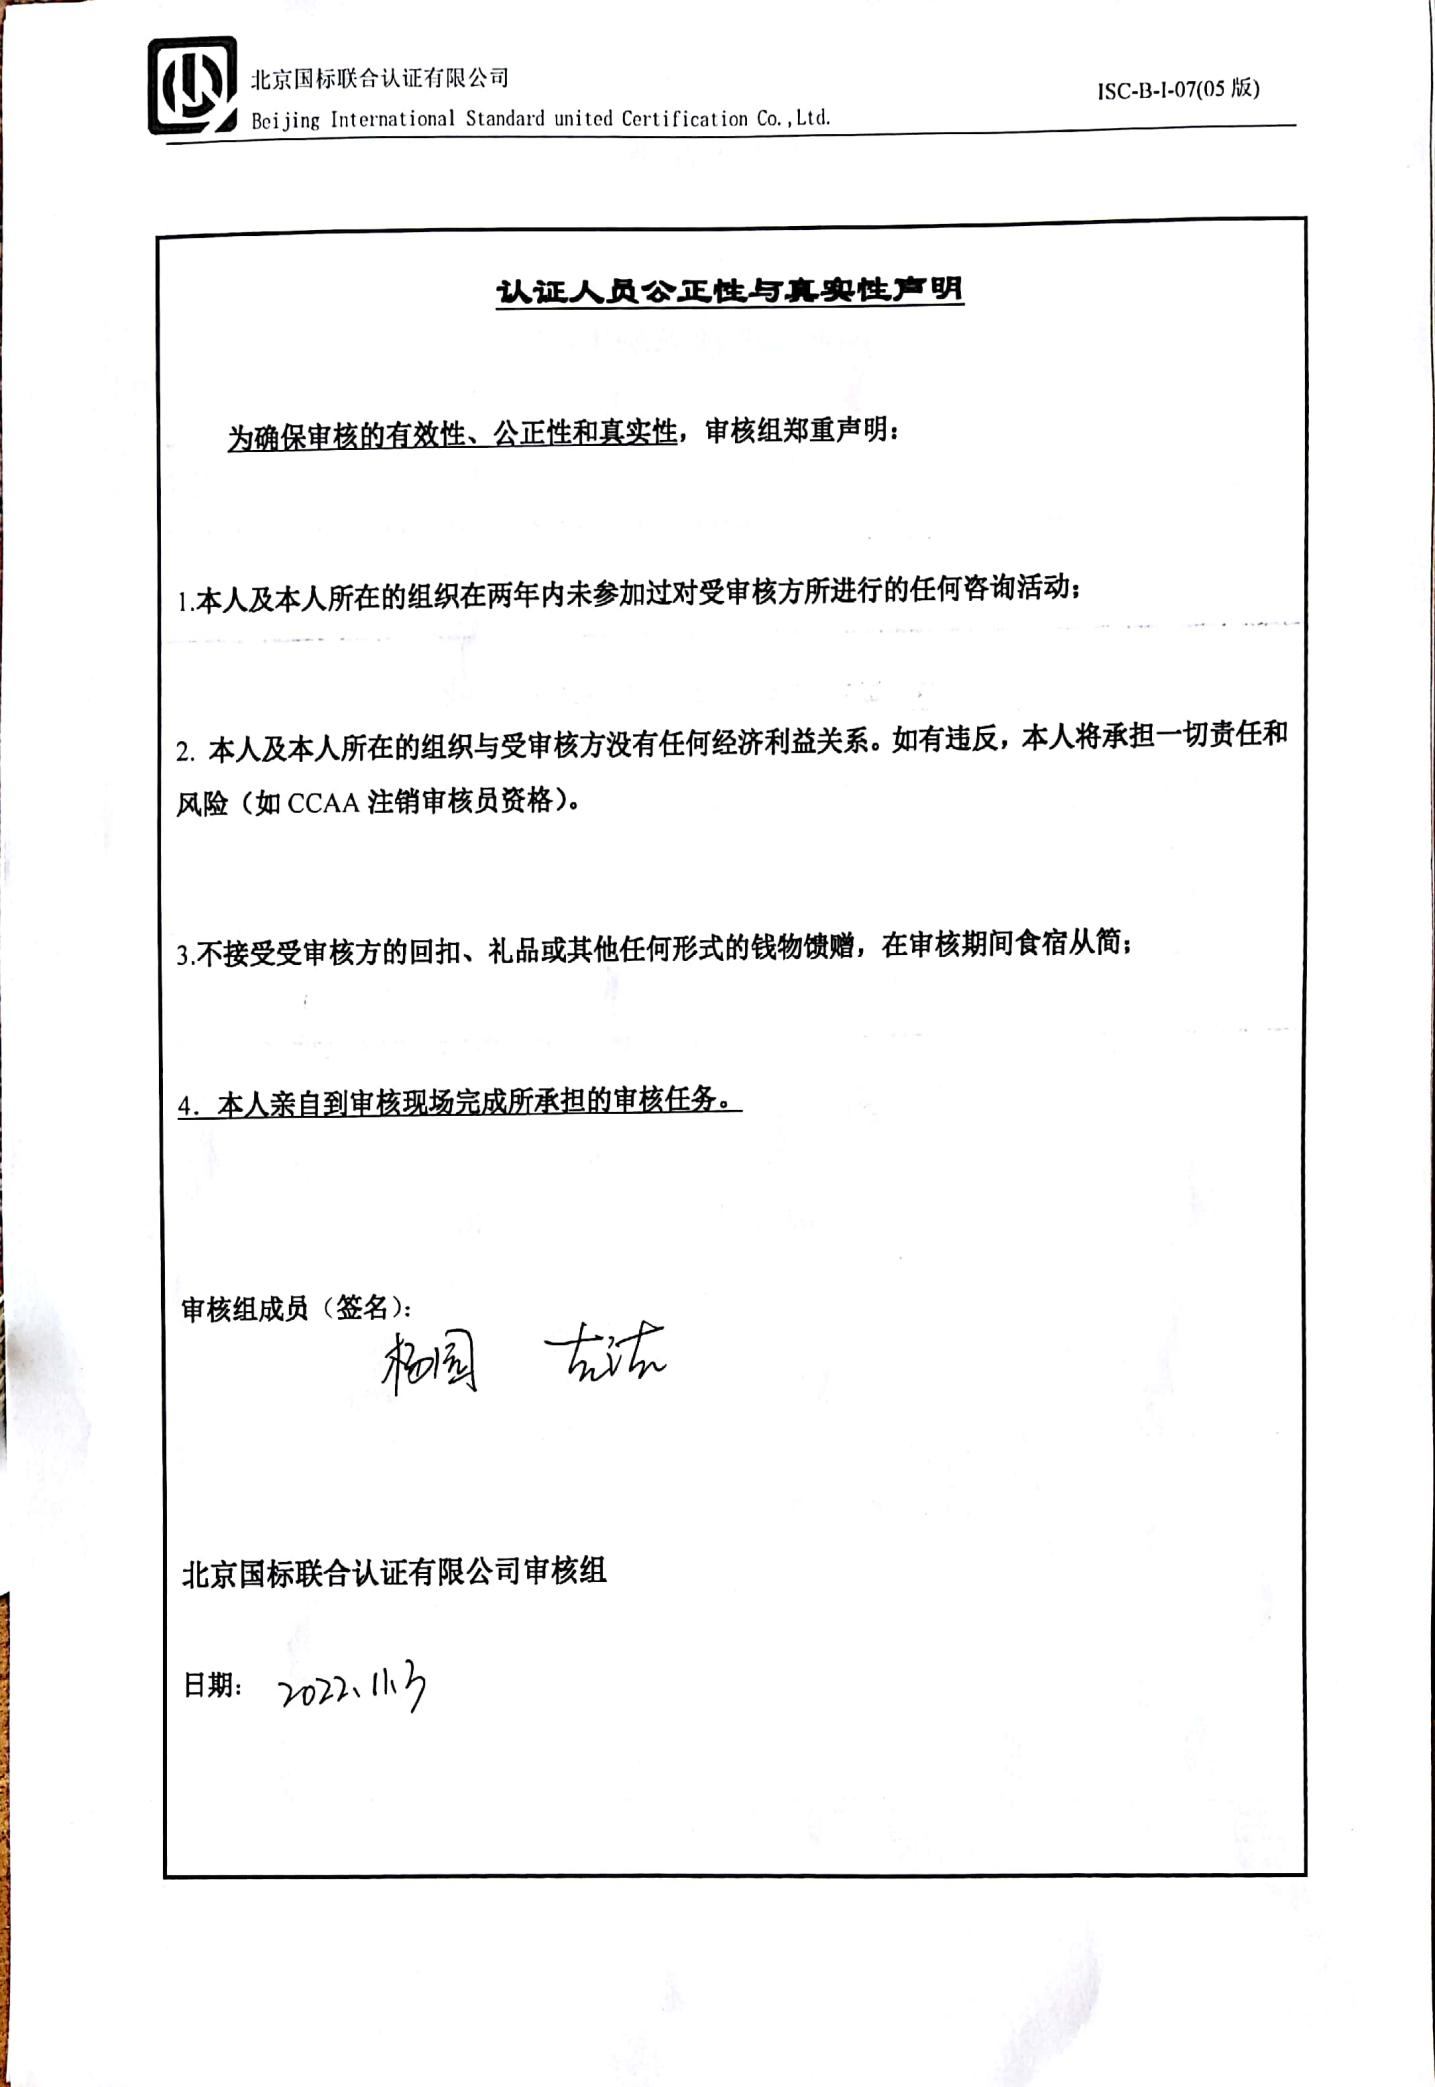 北京国标联合认证有限公司
Beijing International Standard united Certification Co.,Ltd.
ISC-B-I-07(05 版)
认证人员公正性与真实性声明
为确保审核的有效性、公正性和真实性，审核组郑重声明：
1.本人及本人所在的组织在两年内未参加过对受审核方所进行的任何咨询活动；
2. 本人及本人所在的组织与受审核方没有任何经济利益关系。如有违反，本人将承担一切责任和
风险（如 CCAA 注销审核员资格）。
3.不接受受审核方的回扣、礼品或其他任何形式的钱物馈赠，在审核期间食宿从简；
4. 本人亲自到审核现场完成所承担的审核任务。
审核组成员（签名）：
杨园
北京国标联合认证有限公司审核组
日期： 2022、11、3